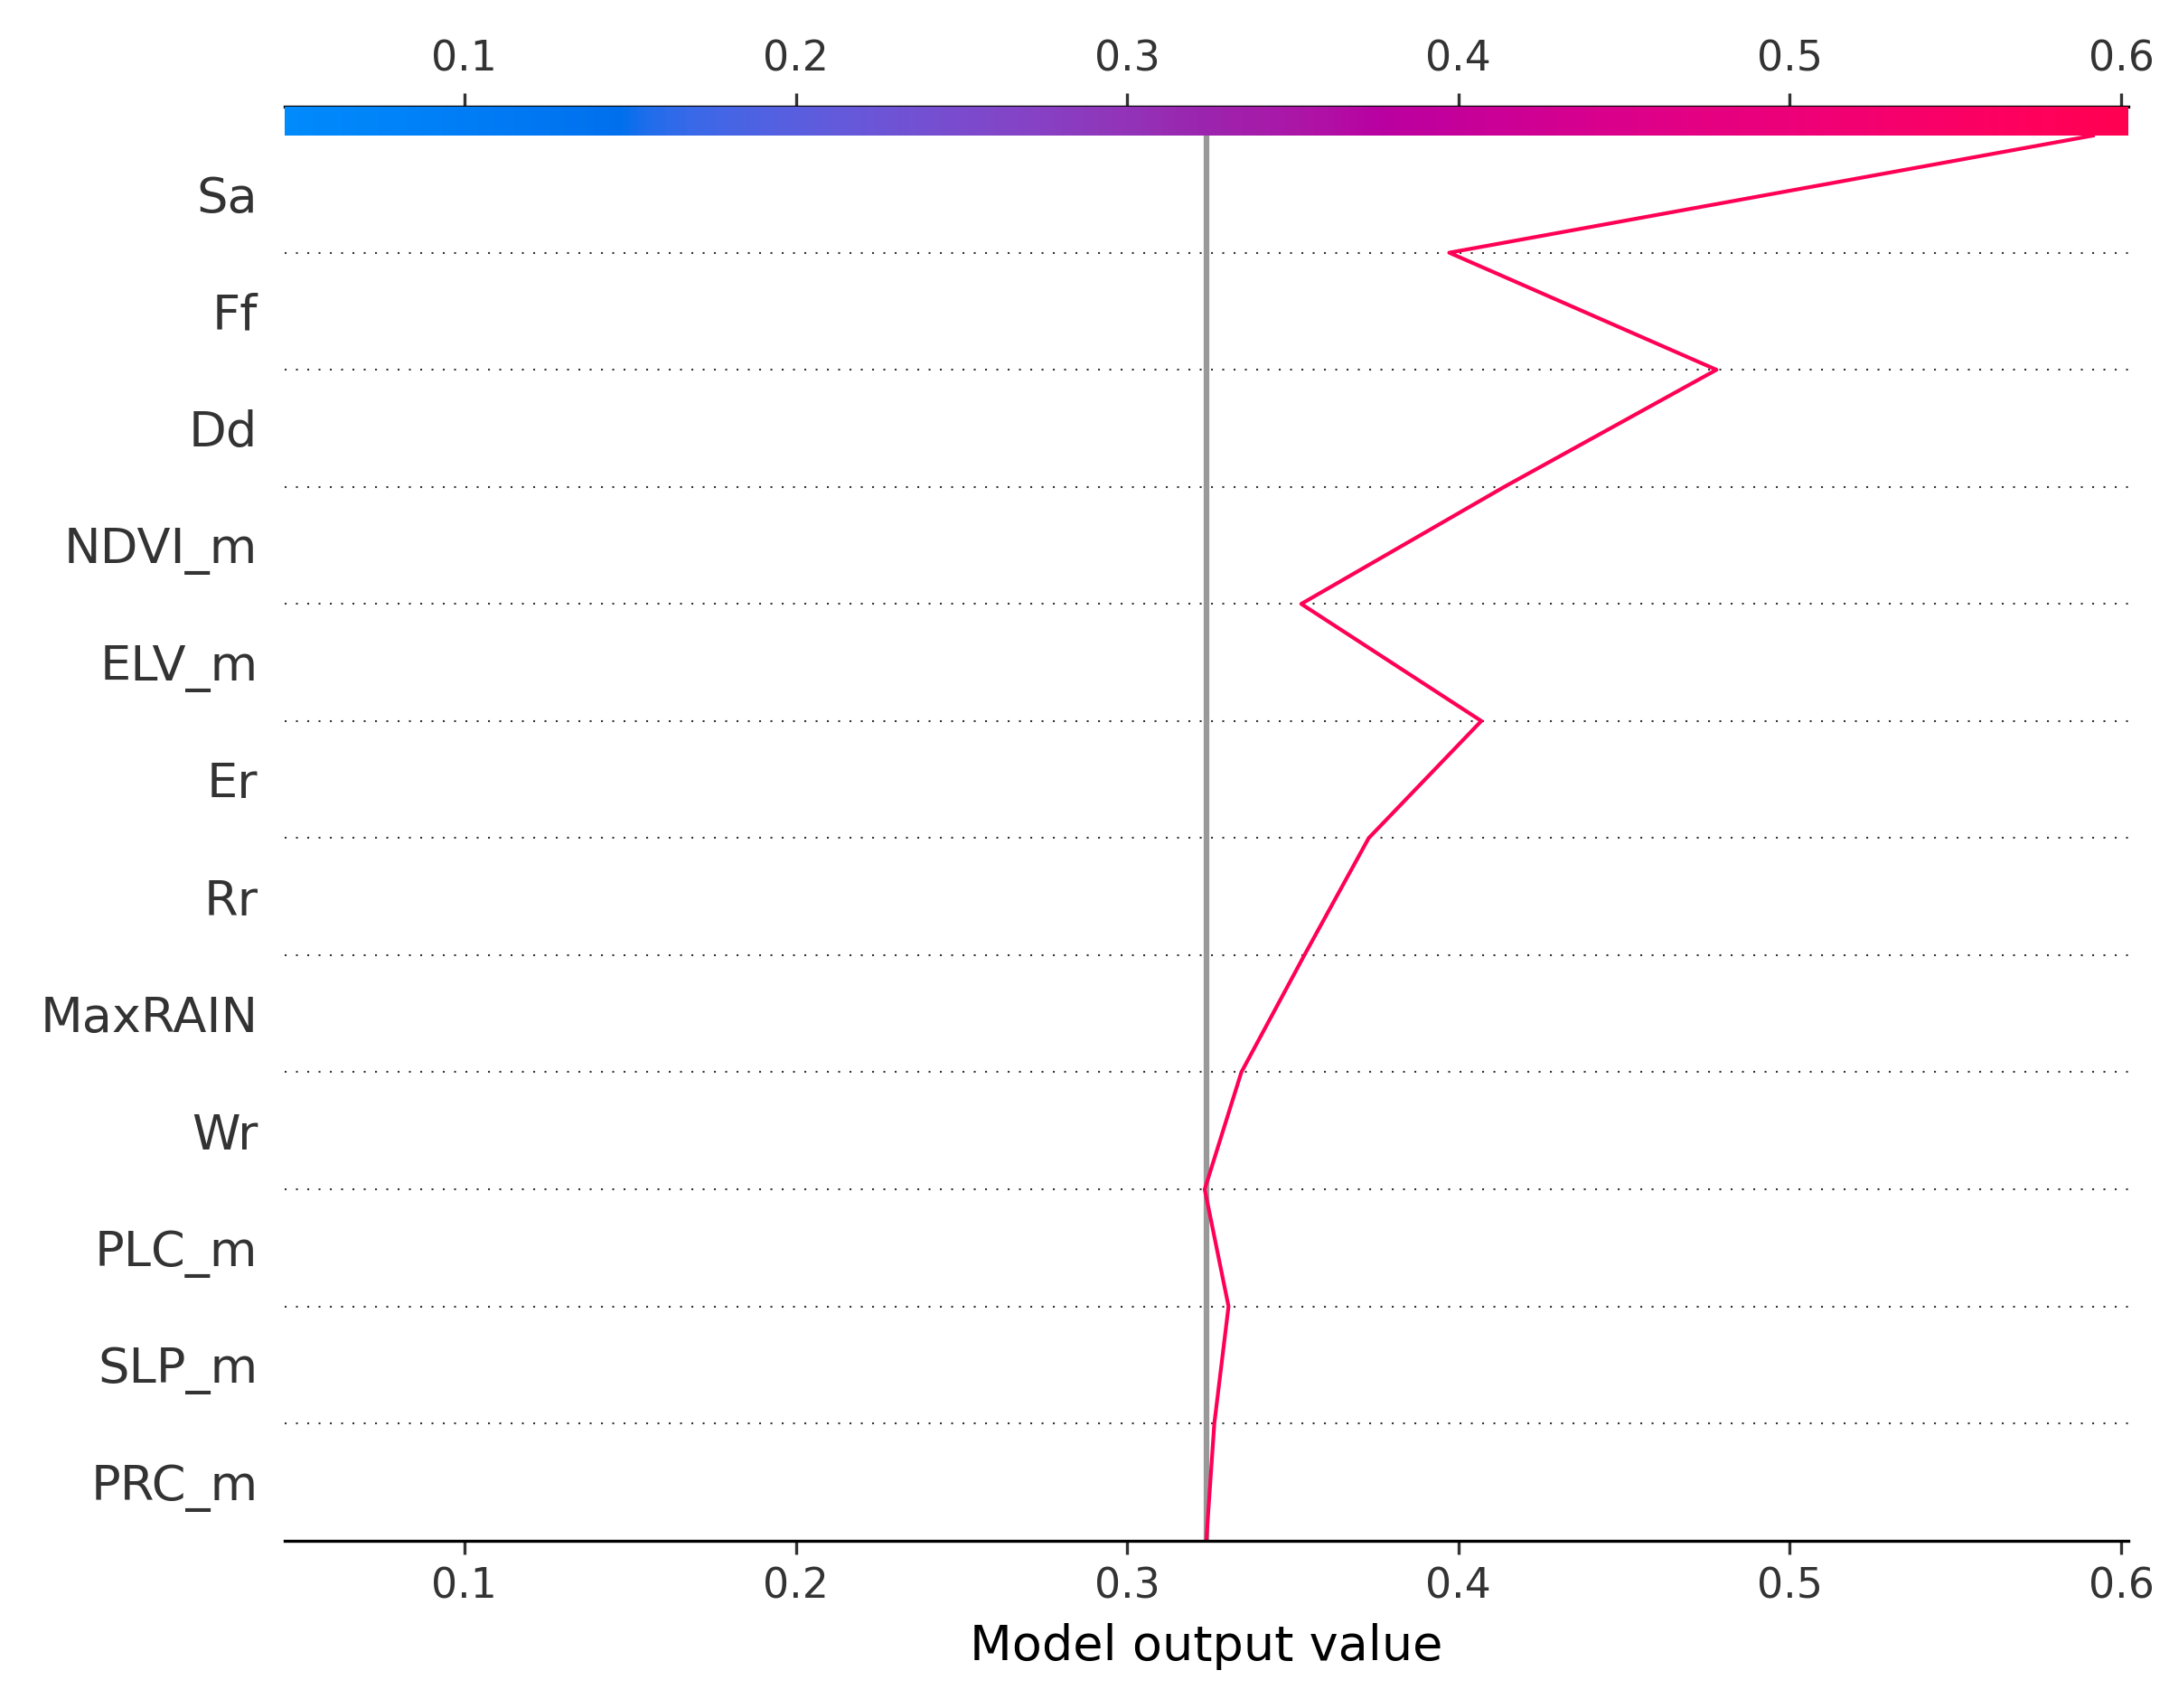 0.1 0.2 0.3 0.4 0.5 0.6
Sa
Ff
Dd
NDVI_m
ELV_m
Er
Rr
MaxRAIN
Wr
PLC_m
SLP_m
PRC_m
0.1 0.2 0.3 0.4 0.5 0.6
Model output value